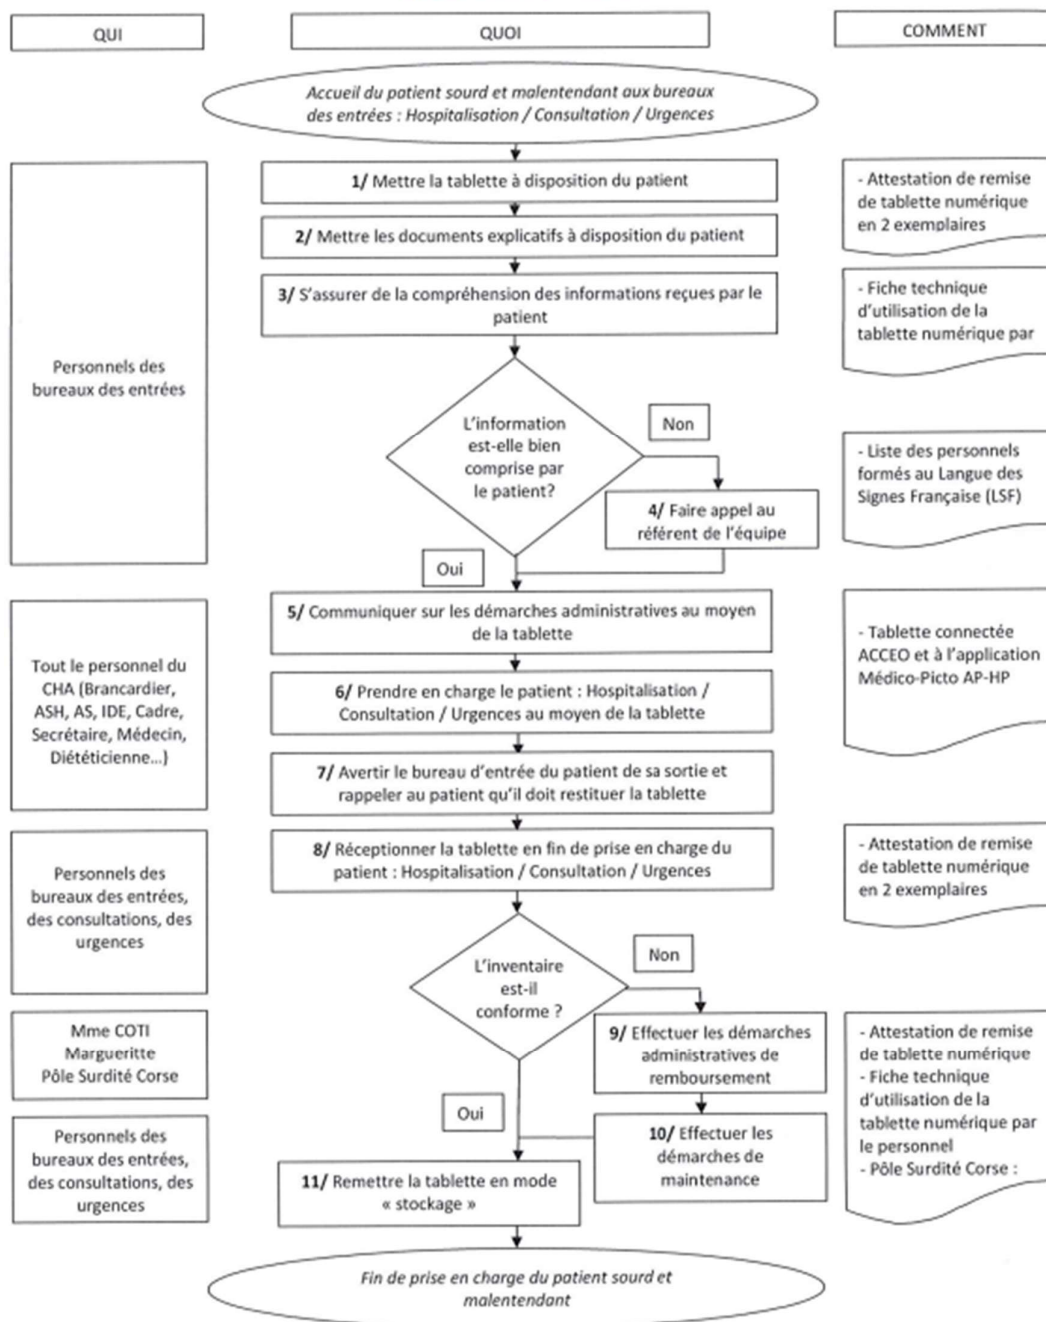 QUI
QUOI
COMMENT
Accueil du patient sourd et malentendant aux bureaux
des entrées : Hospitalisation / Consultation / Urgences
Personnels des
bureaux des entrées
1/ Mettre la tablette à disposition du patient
2/ Mettre les documents explicatifs à disposition du patient
3/ S'assurer de la compréhension des informations reçues par le
patient
- Attestation de remise
de tablette numérique
en 2 exemplaires
- Fiche technique
d'utilisation de la
tablette numérique par
L'information
est-elle bien
comprise par
le patient?
Non
4/ Faire appel au
référent de l'équipe
Oui
- Liste des personnels
formés au Langue des
Signes Française (LSF)
Tout le personnel du
CHA (Brancardier,
ASH, AS, IDE, Cadre,
Secrétaire, Médecin,
Diététicienne...)
5/ Communiquer sur les démarches administratives au moyen
de la tablette
6/ Prendre en charge le patient : Hospitalisation /
Consultation / Urgences au moyen de la tablette
7/ Avertir le bureau d'entrée du patient de sa sortie et
rappeler au patient qu'il doit restituer la tablette
- Tablette connectée
ACCEO et à l'application
Médico-Picto AP-HP
Personnels des
bureaux des entrées,
des consultations, des
urgences
8/ Réceptionner la tablette en fin de prise en charge du
patient : Hospitalisation / Consultation / Urgences
- Attestation de remise
de tablette numérique
en 2 exemplaires
L'inventaire
est-il
conforme ?
Non
Mme COTI
Margueritte
Pôle Surdité Corse
9/ Effectuer les démarches
administratives de
remboursement
Oui
10/ Effectuer les
démarches de
maintenance
- Attestation de remise
de tablette numérique
- Fiche technique
d'utilisation de la
tablette numérique par
le personnel
- Pôle Surdité Corse :
Personnels des
bureaux des entrées,
des consultations, des
urgences
11/ Remettre la tablette en mode
« stockage »
Fin de prise en charge du patient sourd et
malentendant